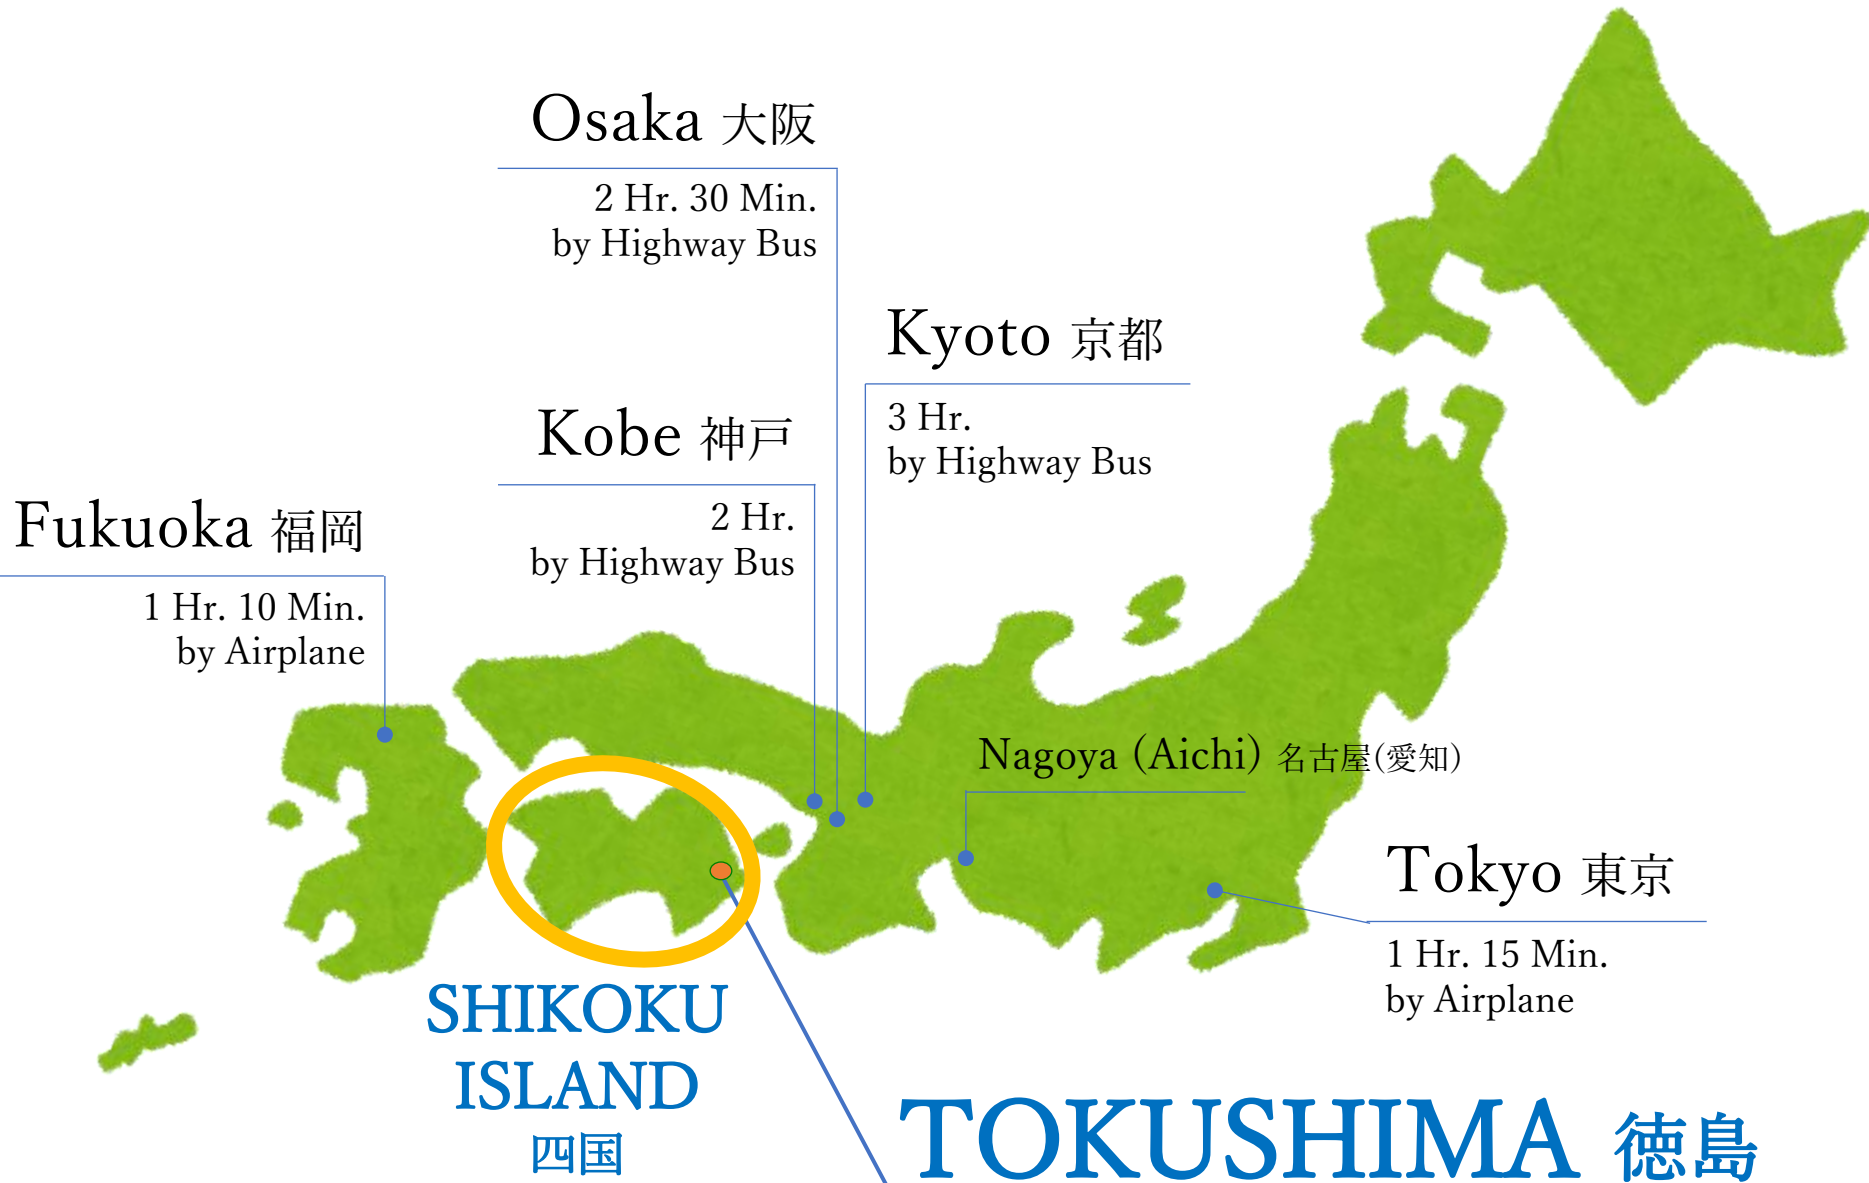 Osaka 大阪
2 Hr. 30 Min.
by Highway Bus
Kyoto 京都
3 Hr.
by Highway Bus
Kobe 神戸
2 Hr.
by Highway Bus
Fukuoka 福岡
1 Hr. 10 Min.
by Airplane
Nagoya (Aichi) 名古屋(愛知)
Tokyo 東京
1 Hr. 15 Min.
by Airplane
SHIKOKU
ISLAND
四国
TOKUSHIMA 徳島